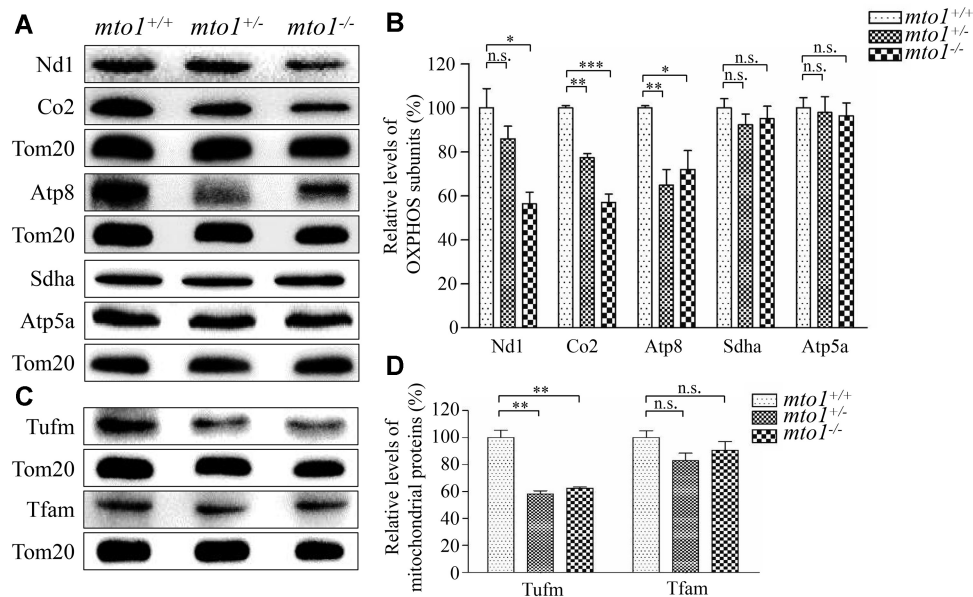 A mto1+/+ mto1+/- mto1-/-
Nd1
Co2
Tom20
Atp8
Tom20
Sdha
Atp5a
Tom20
B
mto1+/+
mto1+/-
mto1-/-
Relative levels of
OXPHOS subunits (%)
120
100
80
60
40
20
0
n.s. *
** ***
** *
n.s. n.s.
n.s. n.s.
Nd1 Co2 Atp8 Sdha Atp5a
C
Tufm
Tom20
Tfam
Tom20
D
mto1+/+
mto1+/-
mto1-/-
Relative levels of
mitochondrial proteins (%)
120
100
80
60
40
20
0
** **
n.s. n.s.
Tufm Tfam